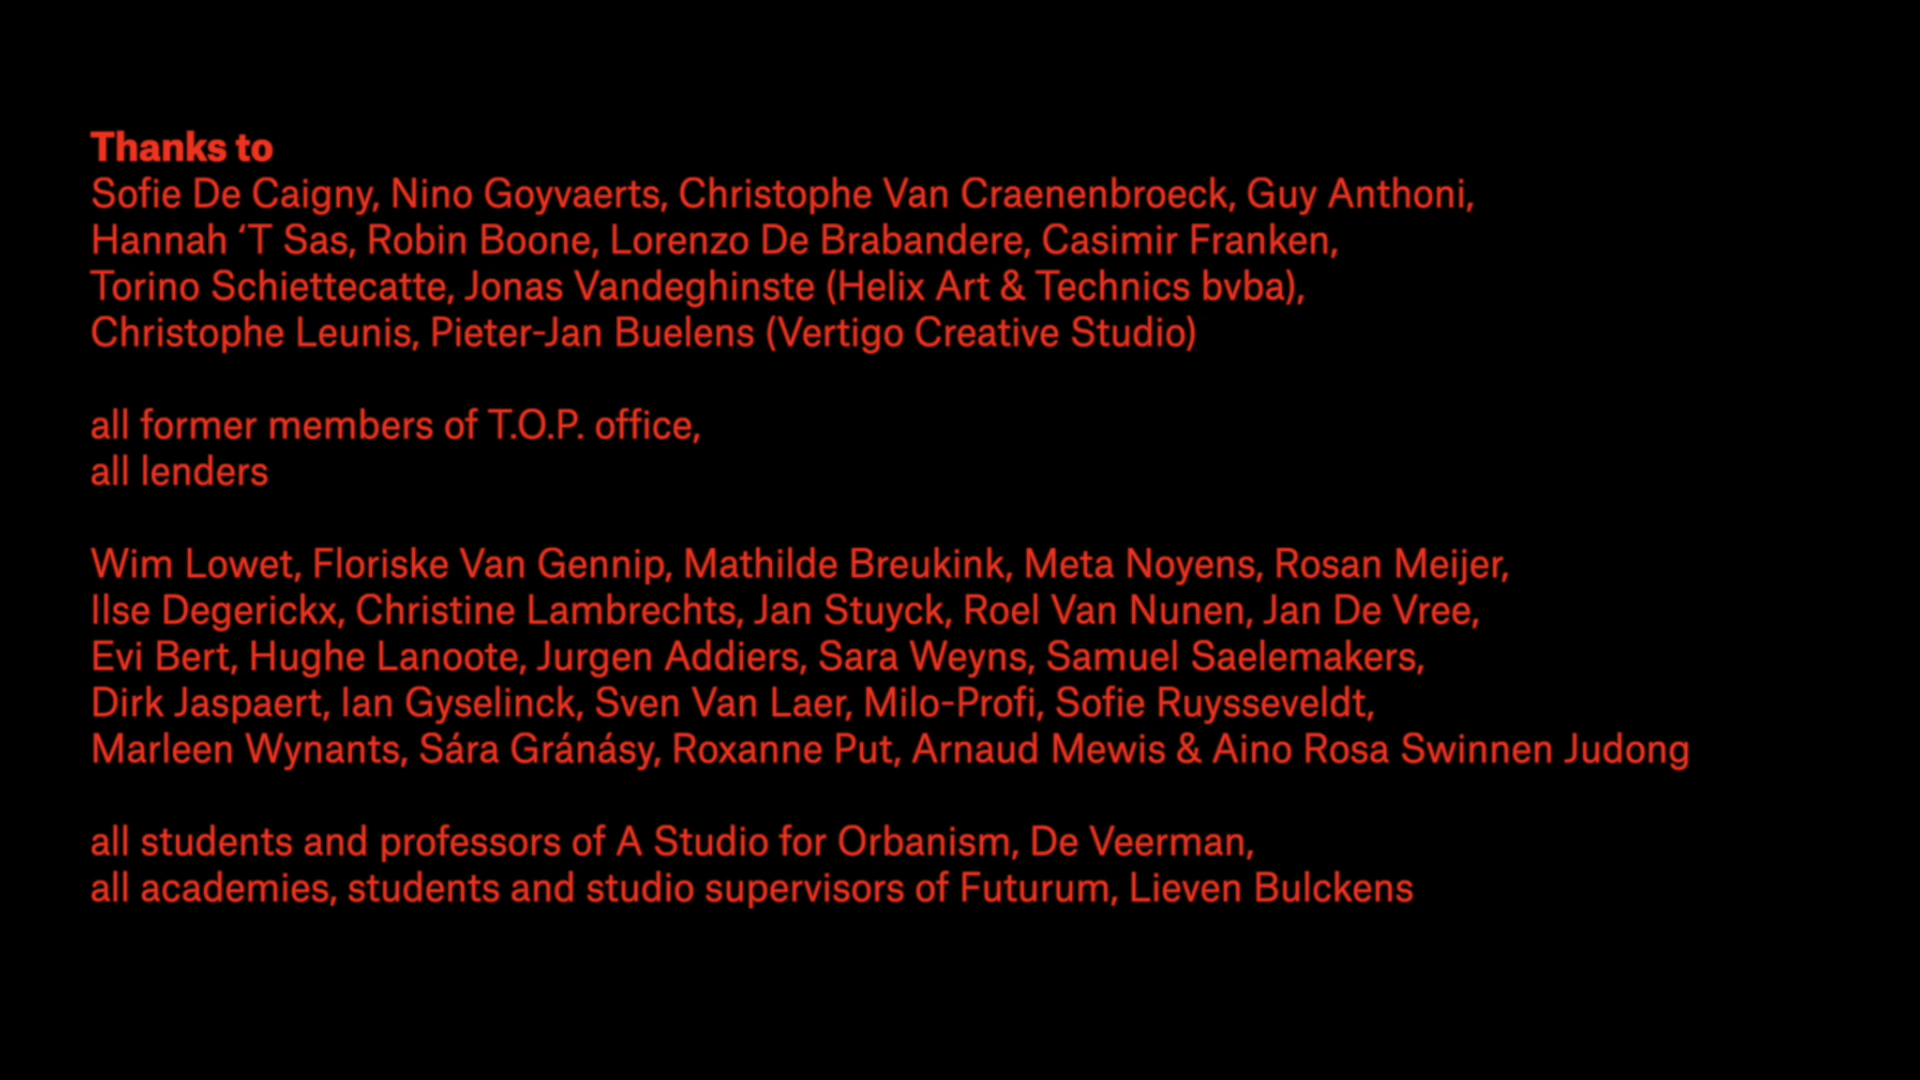 Thanks to
Sofie De Caigny, Nino Goyvaerts, Christophe Van Craenenbroeck, Guy Anthoni,
Hannah ‘T Sas, Robin Boone, Lorenzo De Brabandere, Casimir Franken,
Torino Schiettecatte, Jonas Vandeghinste (Helix Art & Technics bvba),
Christophe Leunis, Pieter-Jan Buelens (Vertigo Creative Studio)
all former members of T.O.P. office,
all lenders
Wim Lowet, Floriske Van Gennip, Mathilde Breukink, Meta Noyens, Rosan Meijer,
Ilse Degerickx, Christine Lambrechts, Jan Stuyck, Roel Van Nunen, Jan De Vree,
Evi Bert, Hughe Lanoote, Jurgen Addiers, Sara Weyns, Samuel Saelemakers,
Dirk Jaspaert, Ian Gyselinck, Sven Van Laer, Milo-Profi, Sofie Ruysseveldt,
Marleen Wynants, Sára Gránásy, Roxanne Put, Arnaud Mewis & Aino Rosa Swinnen Judong
all students and professors of A Studio for Orbanism, De Veerman,
all academies, students and studio supervisors of Futurum, Lieven Bulckens